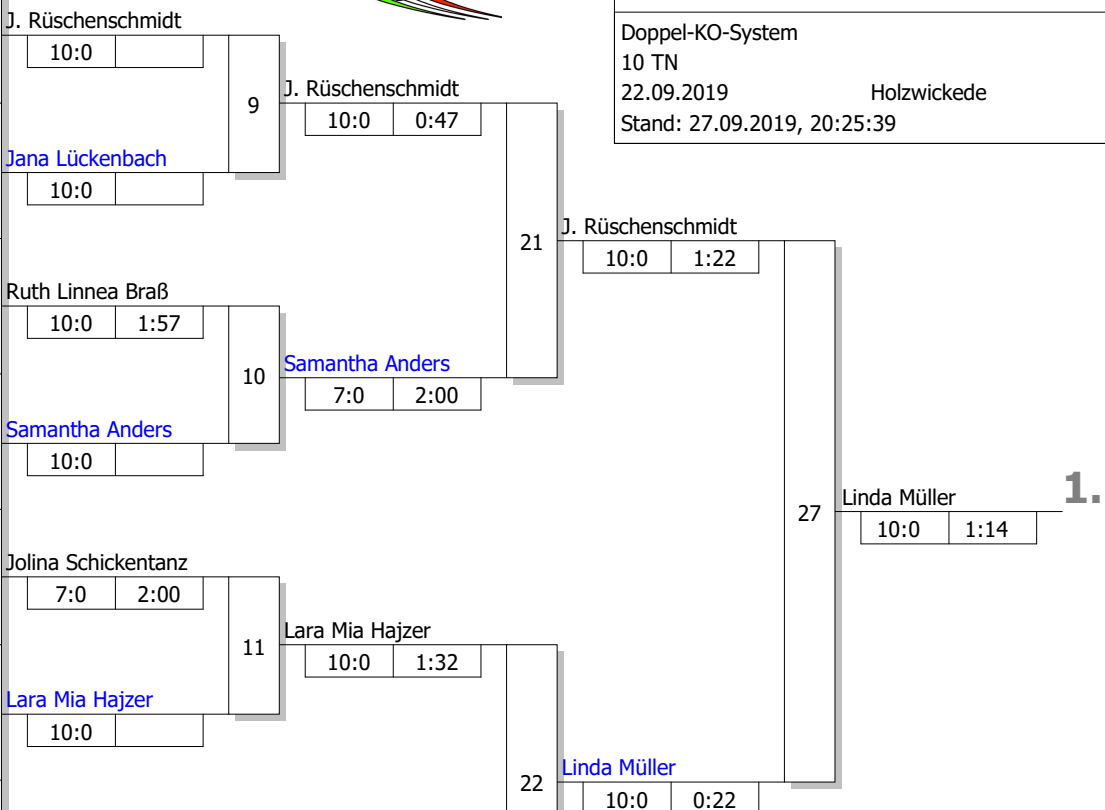 J. Rüschenschmidt
10:0
Doppel-KO-System
10 TN
22.09.2019 Holzwickede
Stand: 27.09.2019, 20:25:39
9
J. Rüschenschmidt
10:0 0:47
Jana Lückenbach
10:0
21
J. Rüschenschmidt
10:0 1:22
Ruth Linnea Braß
10:0 1:57
10
Samantha Anders
7:0 2:00
Samantha Anders
10:0
27
Linda Müller
1.
10:0 1:14
Jolina Schickentanz
7:0 2:00
11
Lara Mia Hajzer
10:0 1:32
Lara Mia Hajzer
10:0
22
Linda Müller
10:0 0:22